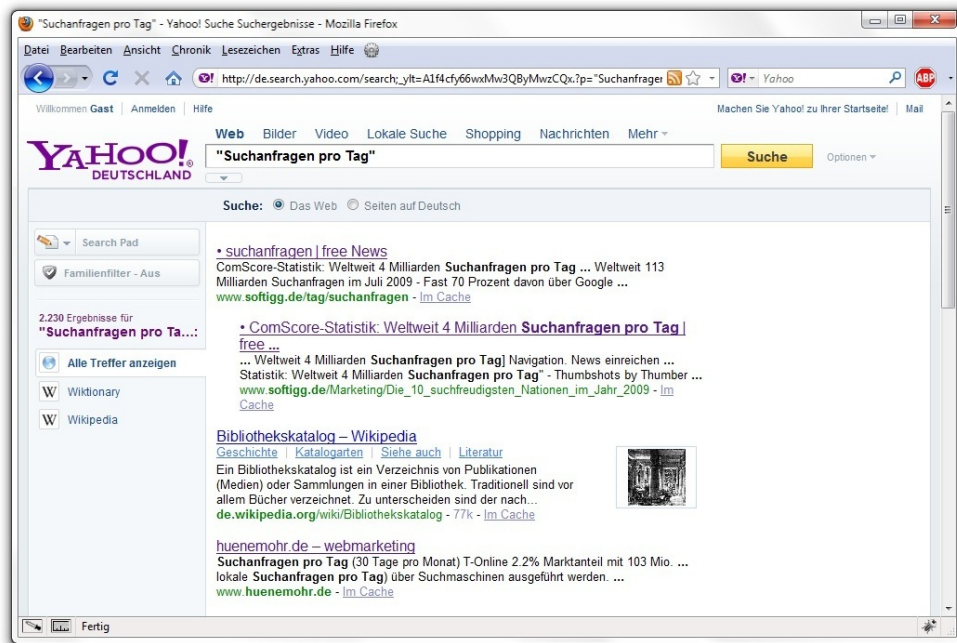 "Suchanfragen pro Tag" - Yahoo! Suche Suchergebnisse - Mozilla Firefox
Datei Bearbeiten Ansicht Chronik Lesezeichen Extras Hilfe
http://de.search.yahoo.com/search;_ylt=A1f4cfy66wxMw3QByMwzCQx.?p="Suchanfrager Yahoo ABP
Willkommen Gast | Anmelden | Hilfe Machen Sie Yahoo! zu Ihrer Startseite! | Mail
Web Bilder Video Lokale Suche Shopping Nachrichten Mehr
YAHOO!® DEUTSCHLAND
"Suchanfragen pro Tag" Suche Optionen
Suche: Das Web Seiten auf Deutsch
Search Pad
Familienfilter - Aus
2.230 Ergebnisse für
"Suchanfragen pro Ta...:
Alle Treffer anzeigen
W Wiktionary
W Wikipedia
• suchanfragen | free News
ComScore-Statistik: Weltweit 4 Milliarden Suchanfragen pro Tag ... Weltweit 113
Milliarden Suchanfragen im Juli 2009 - Fast 70 Prozent davon über Google ...
www.softigg.de/tag/suchanfragen - Im Cache
• ComScore-Statistik: Weltweit 4 Milliarden Suchanfragen pro Tag |
free ...
... Weltweit 4 Milliarden Suchanfragen pro Tag] Navigation. News einreichen ...
Statistik: Weltweit 4 Milliarden Suchanfragen pro Tag" - Thumbshots by Thumber ...
www.softigg.de/Marketing/Die_10_suchfreudigsten_Nationen_im_Jahr_2009 - Im
Cache
Bibliothekskatalog – Wikipedia
Geschichte | Katalogarten | Siehe auch | Literatur
Ein Bibliothekskatalog ist ein Verzeichnis von Publikationen
(Medien) oder Sammlungen in einer Bibliothek. Traditionell sind vor
allem Bücher verzeichnet. Zu unterscheiden sind der nach...
de.wikipedia.org/wiki/Bibliothekskatalog - 77k - Im Cache
huenemohr.de – webmarketing
Suchanfragen pro Tag (30 Tage pro Monat) T-Online 2.2% Marktanteil mit 103 Mio. ...
lokale Suchanfragen pro Tag) über Suchmaschinen ausgeführt werden. ...
www.huenemohr.de - Im Cache
Fertig